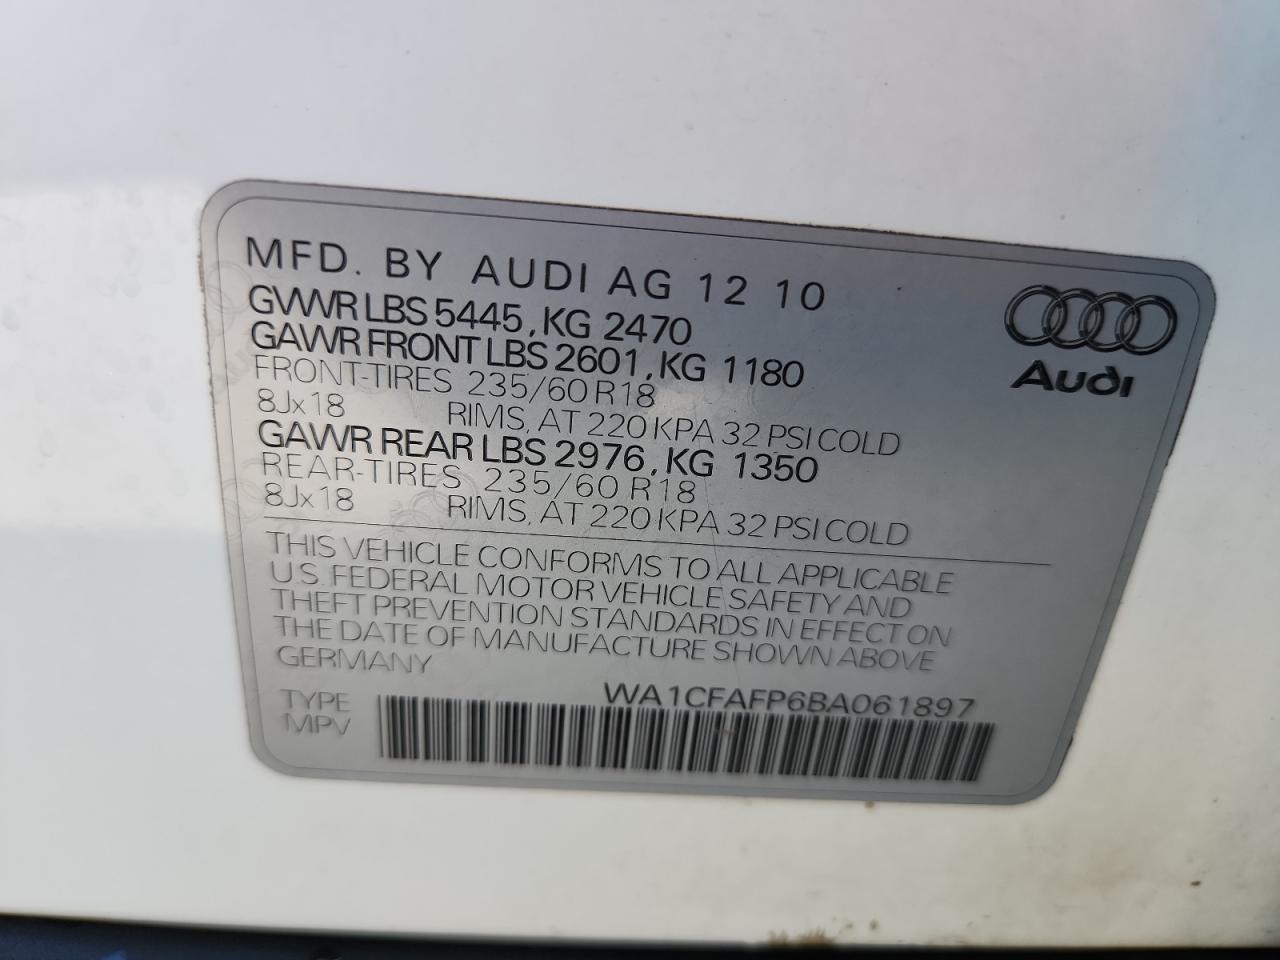 MFD. BY AUDI AG 12 10
GVWR LBS 5445, KG 2470
GAWR FRONT LBS 2601, KG 1180
FRONT-TIRES 235/60 R18
8Jx18 RIMS, AT 220 KPA 32 PSI COLD
GAWR REAR LBS 2976, KG 1350
REAR-TIRES 235/60 R18
8Jx18 RIMS, AT 220 KPA 32 PSI COLD
Audi
THIS VEHICLE CONFORMS TO ALL APPLICABLE
U.S. FEDERAL MOTOR VEHICLE SAFETY AND
THEFT PREVENTION STANDARDS IN EFFECT ON
THE DATE OF MANUFACTURE SHOWN ABOVE
GERMANY
WA1CFAFP6BA061897
TYPE
MPV